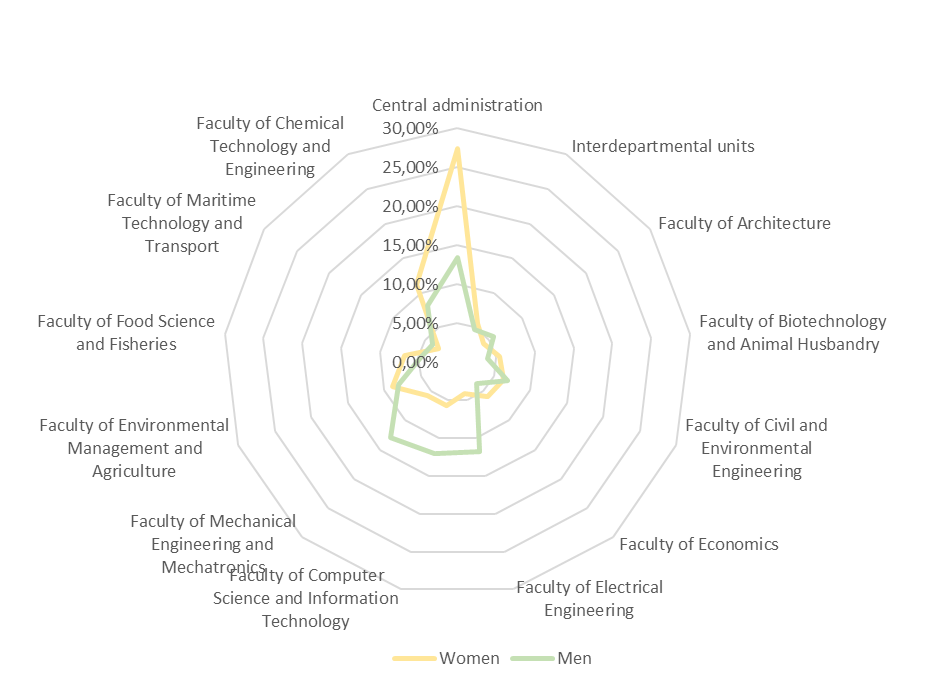 Central administration
30,00%
25,00%
20,00%
15,00%
10,00%
5,00%
0,00%
Interdepartmental units
Faculty of Architecture
Faculty of Biotechnology
and Animal Husbandry
Faculty of Civil and
Environmental
Engineering
Faculty of Economics
Faculty of Electrical
Engineering
Faculty of Computer
Science and Information
Technology
Faculty of Mechanical
Engineering and
Mechatronics
Faculty of Environmental
Management and
Agriculture
Faculty of Food Science
and Fisheries
Faculty of Maritime
Technology and
Transport
Faculty of Chemical
Technology and
Engineering
Women
Men